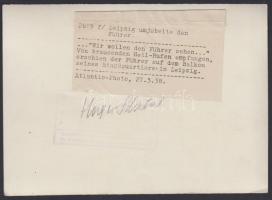 2059 f/ Leipzig umjubelte den
Führer
..."Wir wollen den Führer sehen..."
Von brausenden Heil-Rufen empfangen,
erschien der Führer auf dem Balkon
seines Standquartiers in Leipzig.
Atlantic-Photo, 27.3.38.